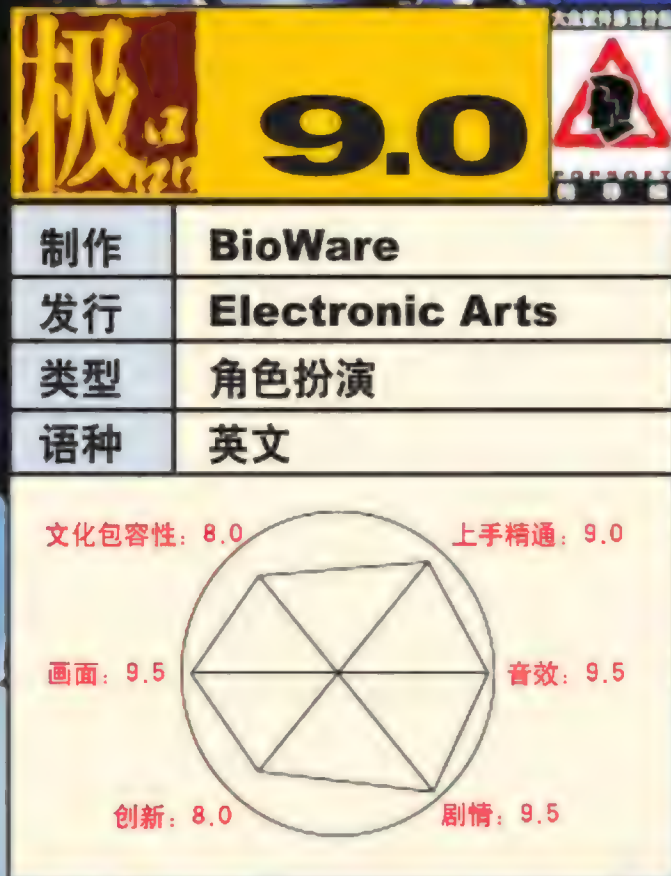 极品
9.0
POPSOFT
制作 BioWare
发行 Electronic Arts
类型 角色扮演
语种 英文
文化包容性: 8.0 上手精通: 9.0
画面: 9.5 音效: 9.5
创新: 8.0 剧情: 9.5